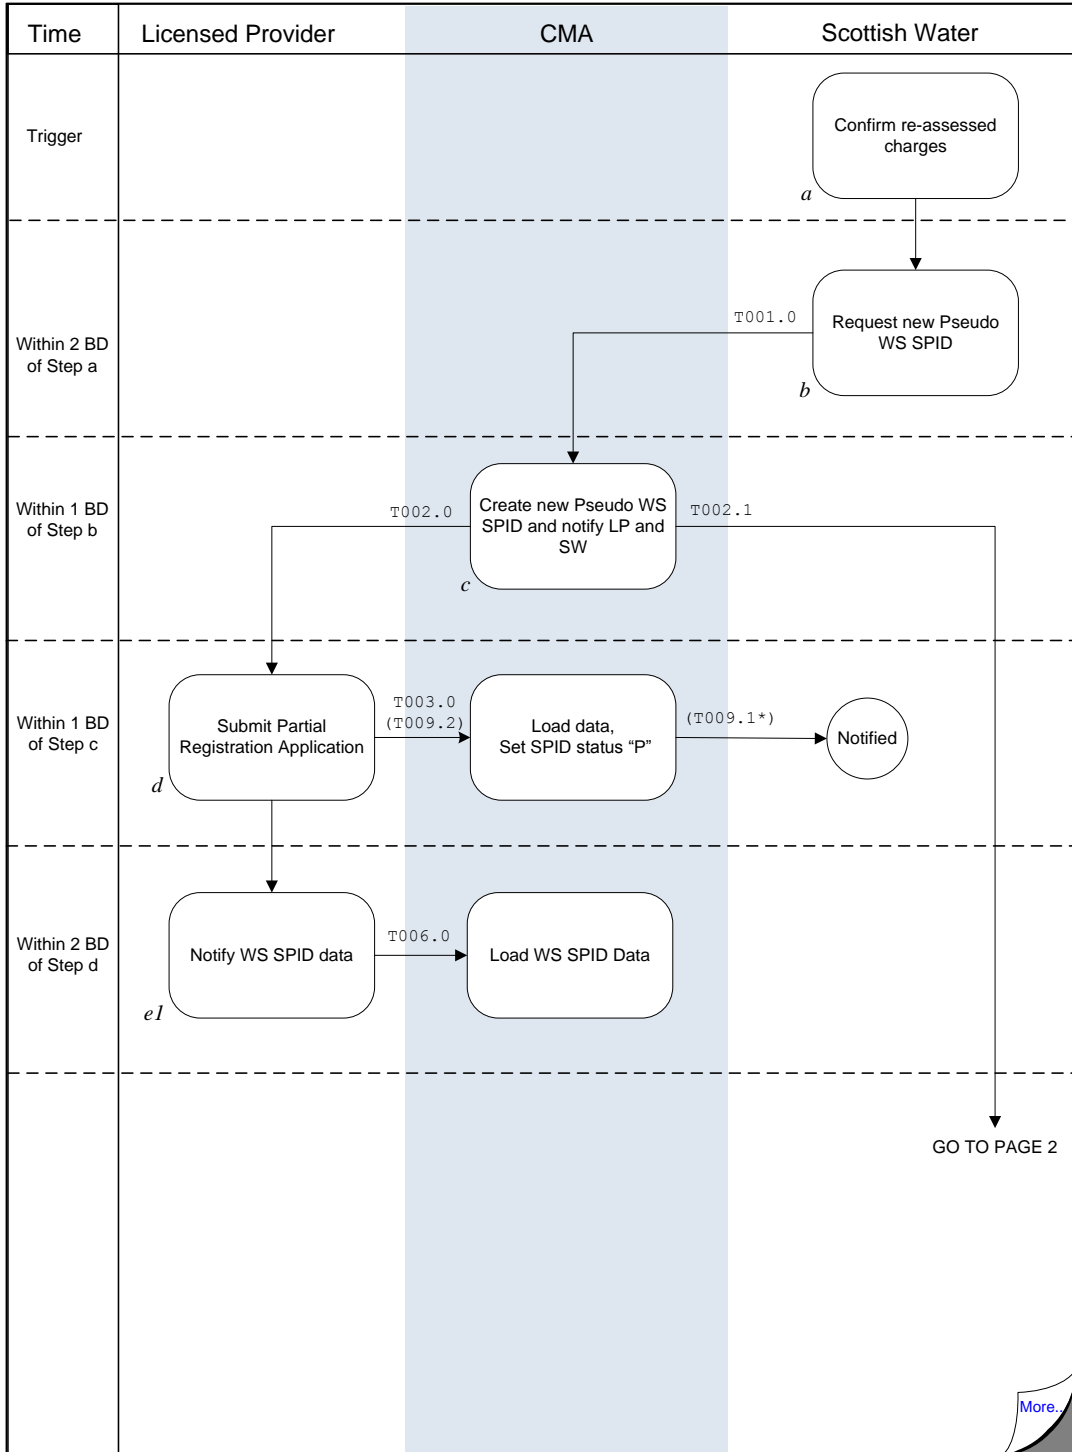 Time
Licensed Provider
CMA
Scottish Water
Trigger
Confirm re-assessed
charges
a
Within 2 BD
of Step a
T001.0
Request new Pseudo
WS SPID
b
Within 1 BD
of Step b
T002.0
Create new Pseudo WS
SPID and notify LP and
SW
T002.1
c
Within 1 BD
of Step c
Submit Partial
Registration Application
d
T003.0
(T009.2)
Load data,
Set SPID status “P”
(T009.1*)
Notified
Within 2 BD
of Step d
Notify WS SPID data
e1
T006.0
Load WS SPID Data
GO TO PAGE 2
More..